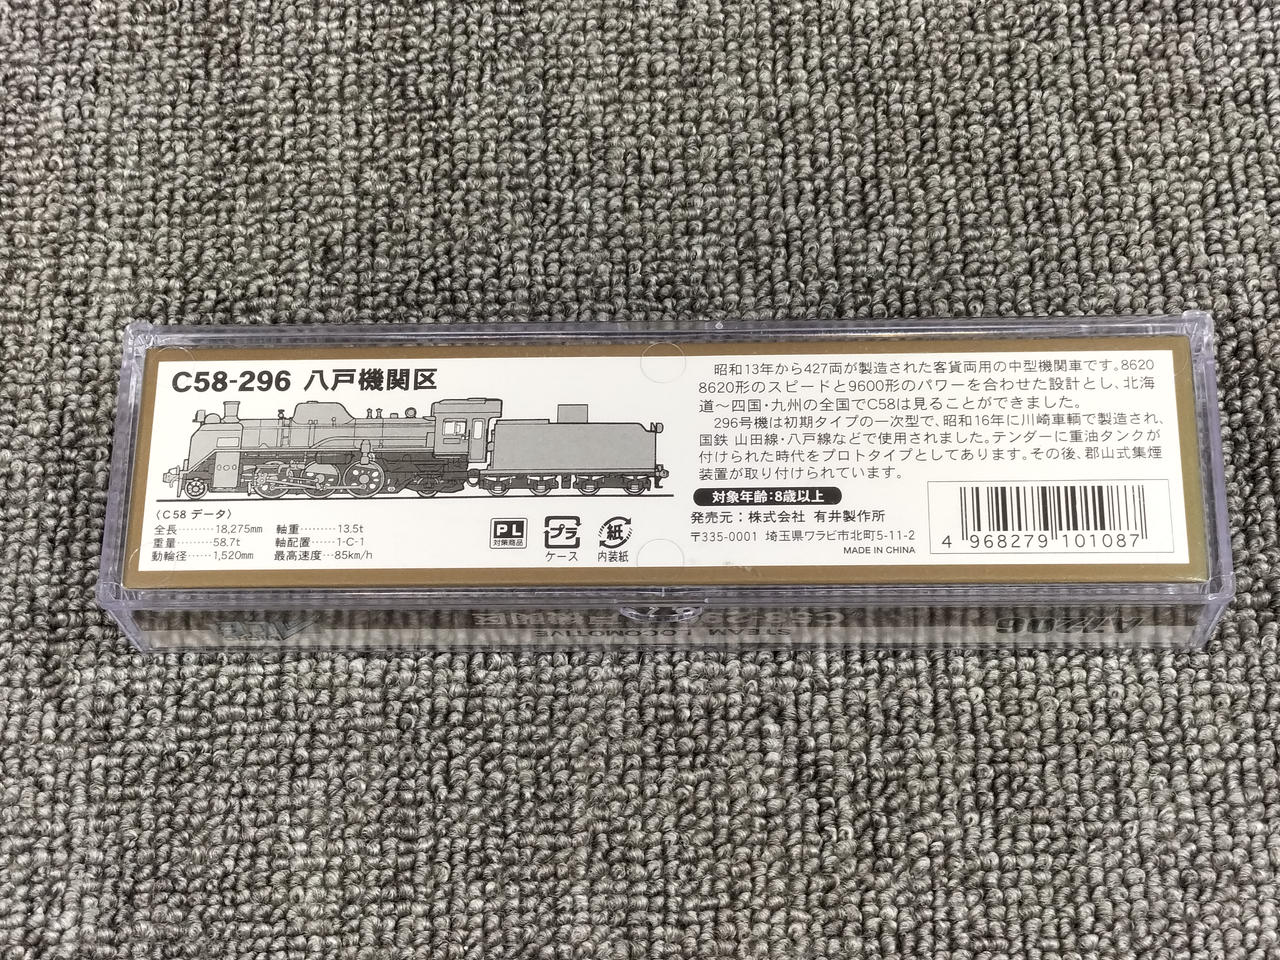 C58-296 八戸機関区
〈C58 データ〉
全長………18,275mm 軸重………13.5t
重量………58.7t 軸配置………1-C-1
動輪径……1,520mm 最高速度…85km/h
PL
対策商品
プラ
ケース
紙
内装紙
昭和13年から427両が製造された客貨両用の中型機関車です。8620
8620形のスピードと9600形のパワーを合わせた設計とし、北海
道～四国・九州の全国でC58は見ることができました。
296号機は初期タイプの一次型で、昭和16年に川崎車輌で製造され、
国鉄 山田線・八戸線などで使用されました。テンダーに重油タンクが
付けられた時代をプロトタイプとしてあります。その後、郡山式集煙
装置が取り付けられています。
対象年齢:8歳以上
発売元：株式会社 有井製作所
〒335-0001 埼玉県ワラビ市北町5-11-2
MADE IN CHINA
4 968279 101087
A7206
C58-296 八戸機関区
STEAM LOCOMOTIVE